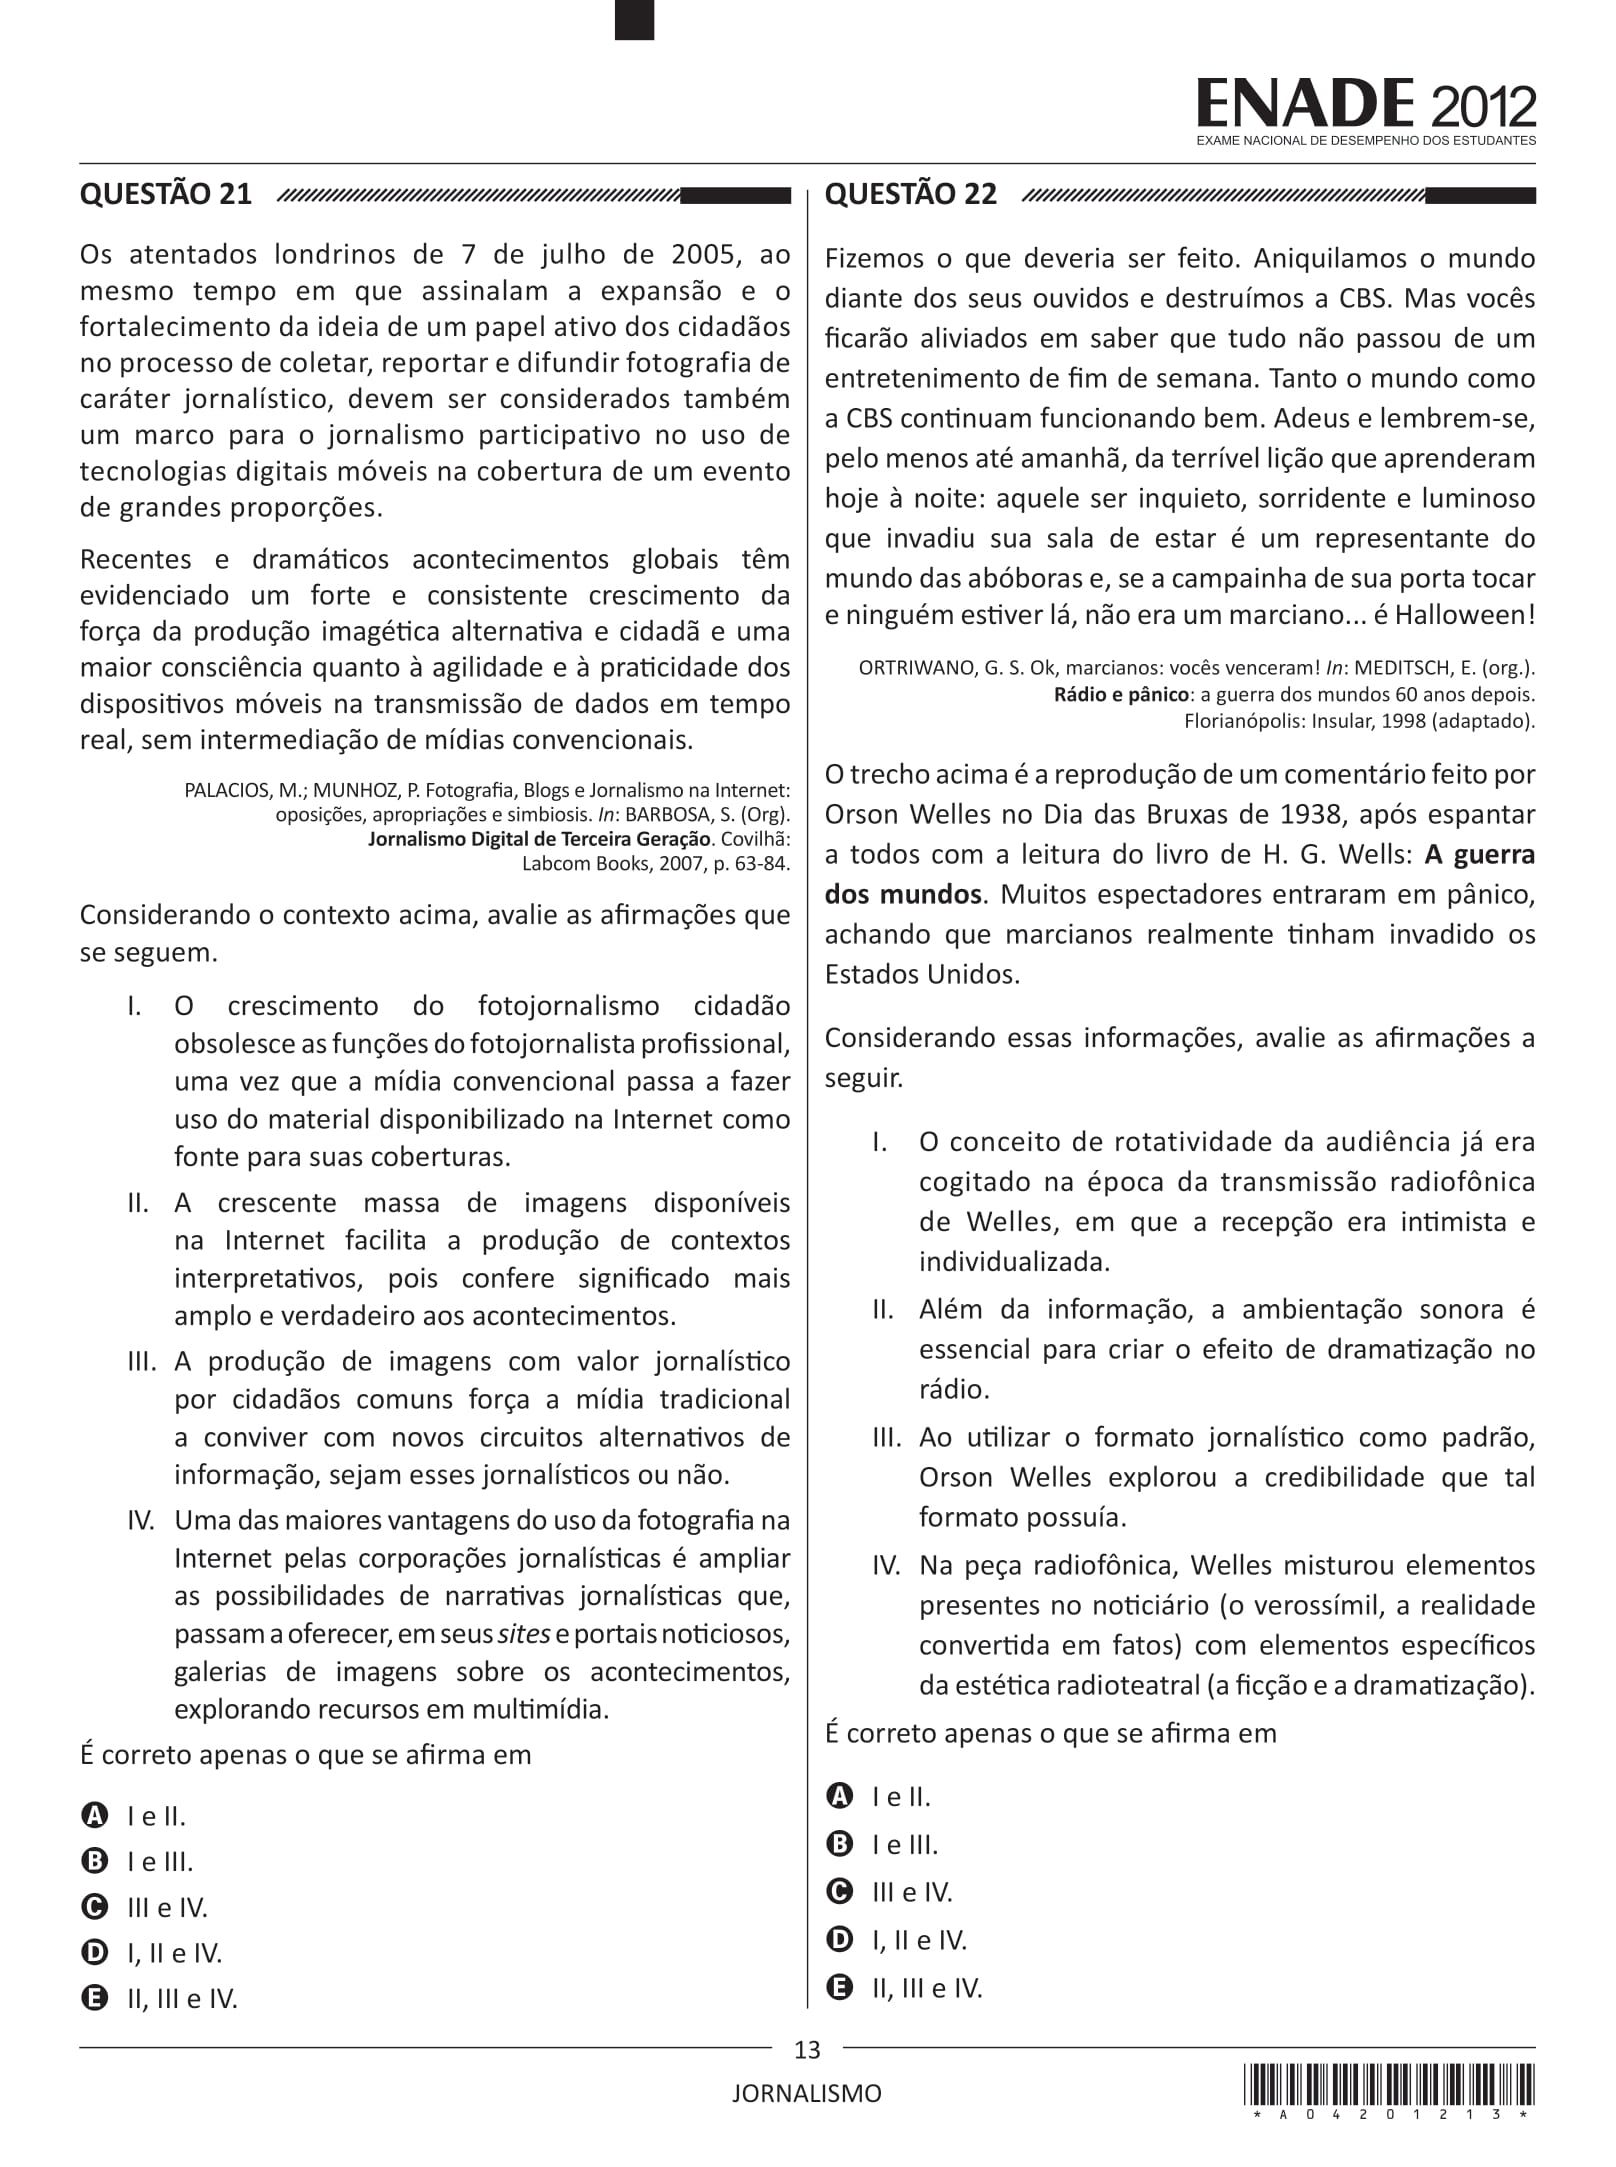 ENADE 2012
EXAME NACIONAL DE DESEMPENHO DOS ESTUDANTES
QUESTÃO 21
Os atentados londrinos de 7 de julho de 2005, ao
mesmo tempo em que assinalam a expansão e o
fortalecimento da ideia de um papel ativo dos cidadãos
no processo de coletar, reportar e difundir fotografia de
caráter jornalístico, devem ser considerados também
um marco para o jornalismo participativo no uso de
tecnologias digitais móveis na cobertura de um evento
de grandes proporções.
Recentes e dramáticos acontecimentos globais têm
evidenciado um forte e consistente crescimento da
força da produção imagética alternativa e cidadã e uma
maior consciência quanto à agilidade e à praticidade dos
dispositivos móveis na transmissão de dados em tempo
real, sem intermediação de mídias convencionais.
PALACIOS, M.; MUNHOZ, P. Fotografia, Blogs e Jornalismo na Internet:
oposições, apropriações e simbiosis. In: BARBOSA, S. (Org).
Jornalismo Digital de Terceira Geração. Covilhã:
Labcom Books, 2007, p. 63-84.
Considerando o contexto acima, avalie as afirmações que
se seguem.
I. O crescimento do fotojornalismo cidadão
obsolesce as funções do fotojornalista profissional,
uma vez que a mídia convencional passa a fazer
uso do material disponibilizado na Internet como
fonte para suas coberturas.
II. A crescente massa de imagens disponíveis
na Internet facilita a produção de contextos
interpretativos, pois confere significado mais
amplo e verdadeiro aos acontecimentos.
III. A produção de imagens com valor jornalístico
por cidadãos comuns força a mídia tradicional
a conviver com novos circuitos alternativos de
informação, sejam esses jornalísticos ou não.
IV. Uma das maiores vantagens do uso da fotografia na
Internet pelas corporações jornalísticas é ampliar
as possibilidades de narrativas jornalísticas que,
passam a oferecer, em seus sites e portais noticiosos,
galerias de imagens sobre os acontecimentos,
explorando recursos em multimídia.
É correto apenas o que se afirma em
A I e II.
B I e III.
C III e IV.
D I, II e IV.
E II, III e IV.
QUESTÃO 22
Fizemos o que deveria ser feito. Aniquilamos o mundo
diante dos seus ouvidos e destruímos a CBS. Mas vocês
ficarão aliviados em saber que tudo não passou de um
entretenimento de fim de semana. Tanto o mundo como
a CBS continuam funcionando bem. Adeus e lembrem-se,
pelo menos até amanhã, da terrível lição que aprenderam
hoje à noite: aquele ser inquieto, sorridente e luminoso
que invadiu sua sala de estar é um representante do
mundo das abóboras e, se a campainha de sua porta tocar
e ninguém estiver lá, não era um marciano... é Halloween!
ORTRIWANO, G. S. Ok, marcianos: vocês venceram! In: MEDITSCH, E. (org.).
Rádio e pânico: a guerra dos mundos 60 anos depois.
Florianópolis: Insular, 1998 (adaptado).
O trecho acima é a reprodução de um comentário feito por
Orson Welles no Dia das Bruxas de 1938, após espantar
a todos com a leitura do livro de H. G. Wells: A guerra
dos mundos. Muitos espectadores entraram em pânico,
achando que marcianos realmente tinham invadido os
Estados Unidos.
Considerando essas informações, avalie as afirmações a
seguir.
I. O conceito de rotatividade da audiência já era
cogitado na época da transmissão radiofônica
de Welles, em que a recepção era intimista e
individualizada.
II. Além da informação, a ambientação sonora é
essencial para criar o efeito de dramatização no
rádio.
III. Ao utilizar o formato jornalístico como padrão,
Orson Welles explorou a credibilidade que tal
formato possuía.
IV. Na peça radiofônica, Welles misturou elementos
presentes no noticiário (o verossímil, a realidade
convertida em fatos) com elementos específicos
da estética radioteatral (a ficção e a dramatização).
É correto apenas o que se afirma em
A I e II.
B I e III.
C III e IV.
D I, II e IV.
E II, III e IV.
13
JORNALISMO
* A 0 4 2 0 1 2 1 3 *